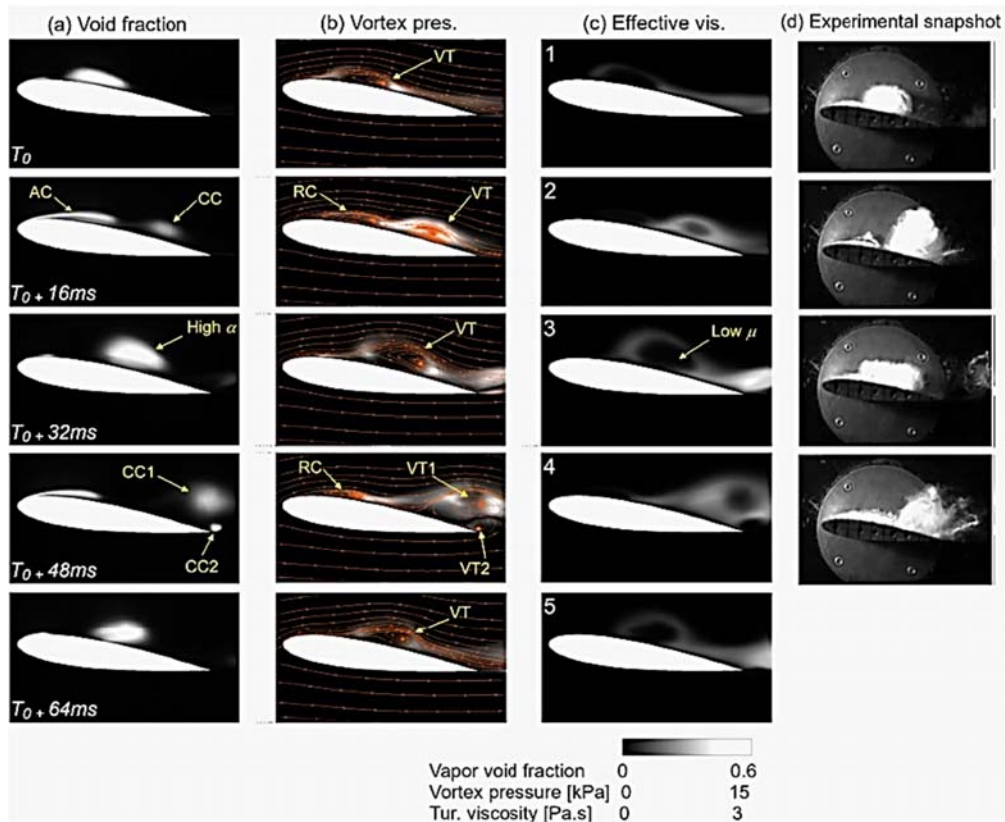 (a) Void fraction
(b) Vortex pres.
(c) Effective vis.
(d) Experimental snapshot
T0
VT
1
T0 + 16ms
AC
CC
RC
VT
2
T0 + 32ms
High α
VT
3
Low μ
T0 + 48ms
CC1
CC2
RC
VT1
VT2
4
T0 + 64ms
VT
5
Vapor void fraction 0 0.6
Vortex pressure [kPa] 0 15
Tur. viscosity [Pa.s] 0 3